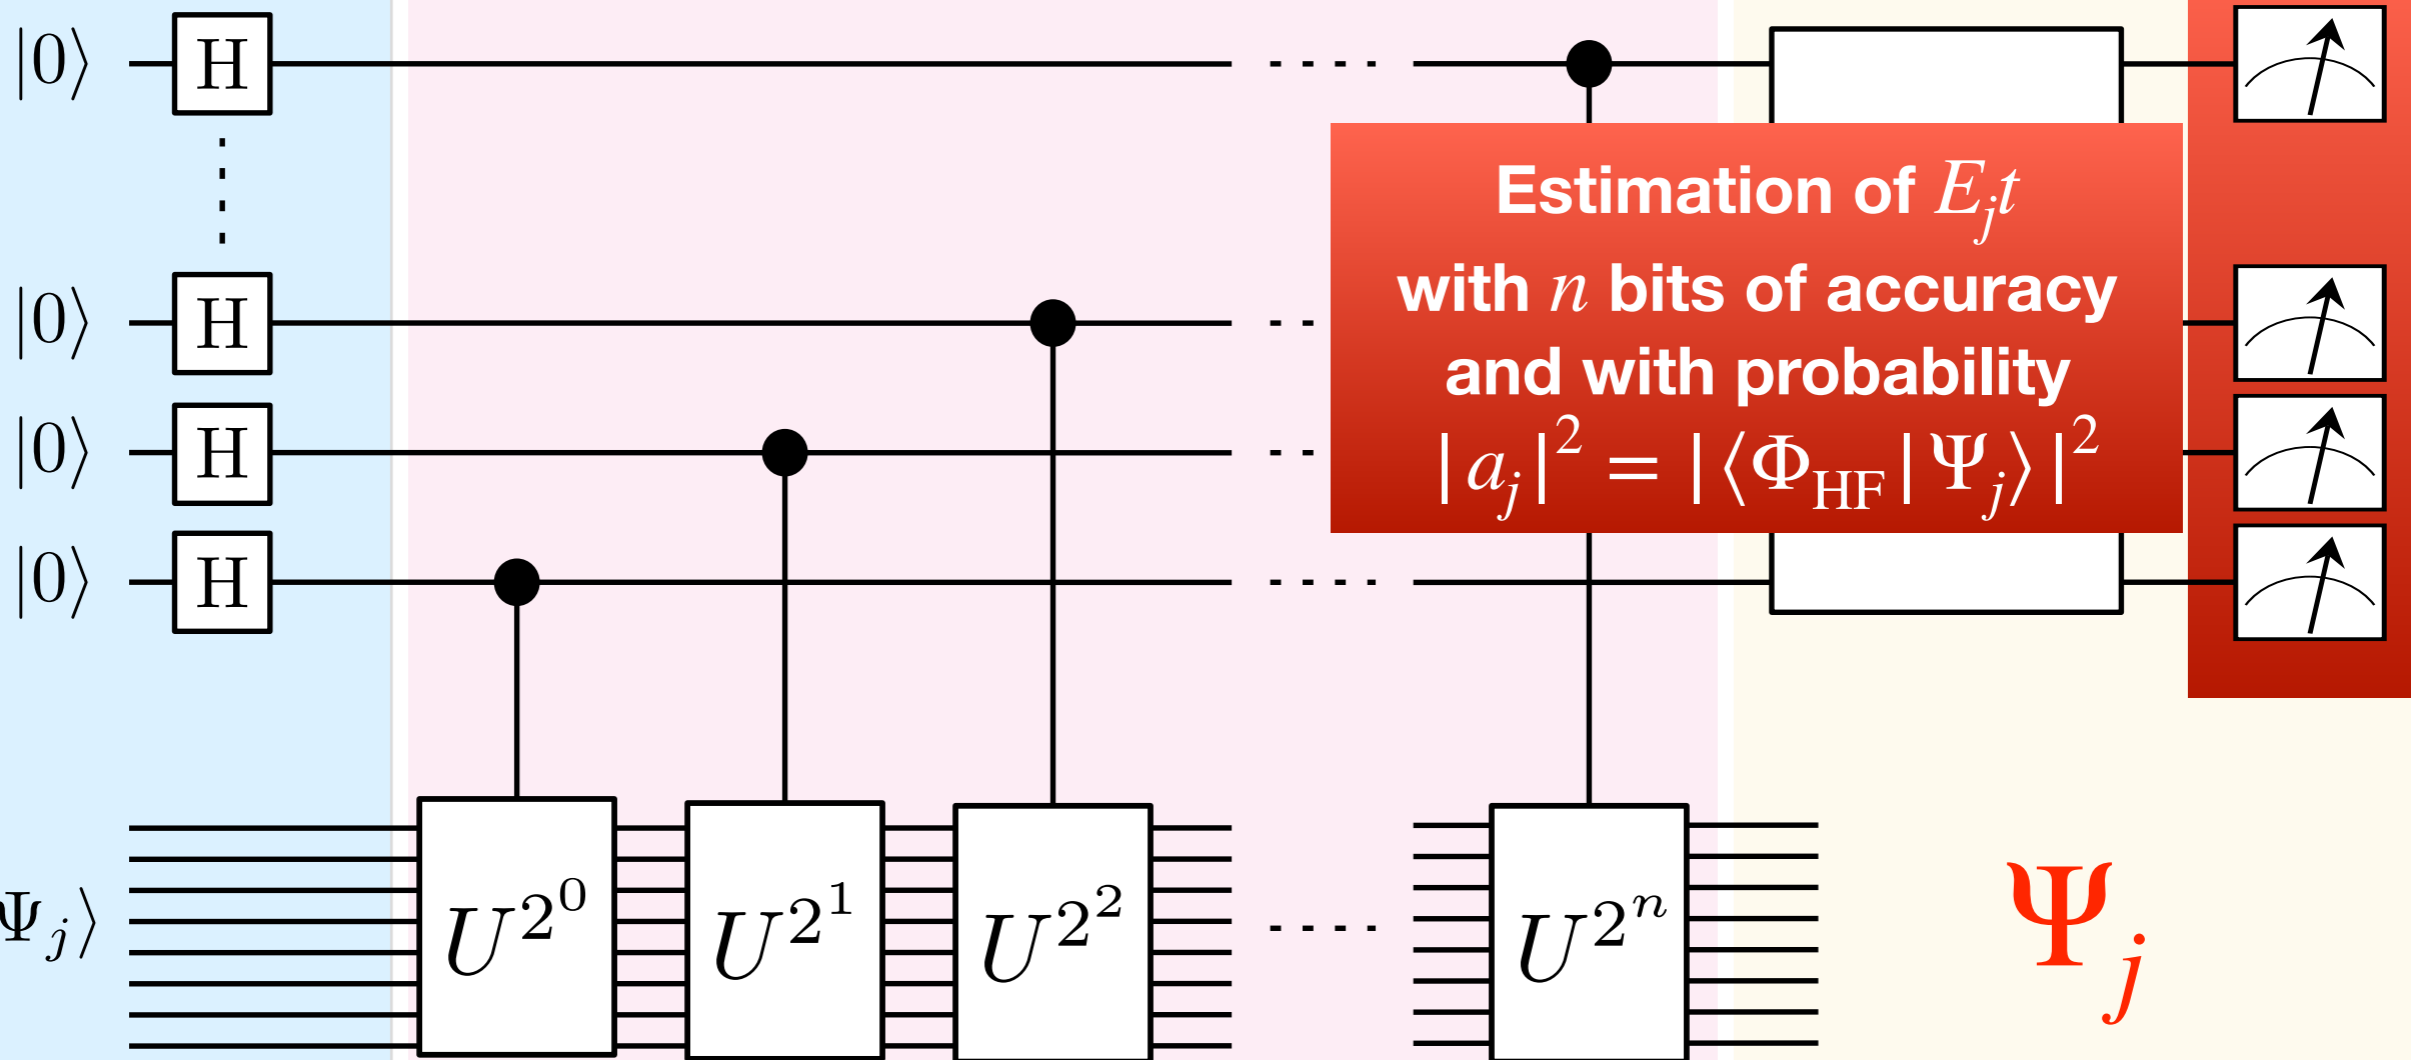 |0⟩ H
|0⟩ H
|0⟩ H
|0⟩ H
Estimation of E_j t
with n bits of accuracy
and with probability
|a_j|² = |⟨Φ_HF|Ψ_j⟩|²
Ψ_j⟩ U^{2^0} U^{2^1} U^{2^2} U^{2^n} Ψ_j